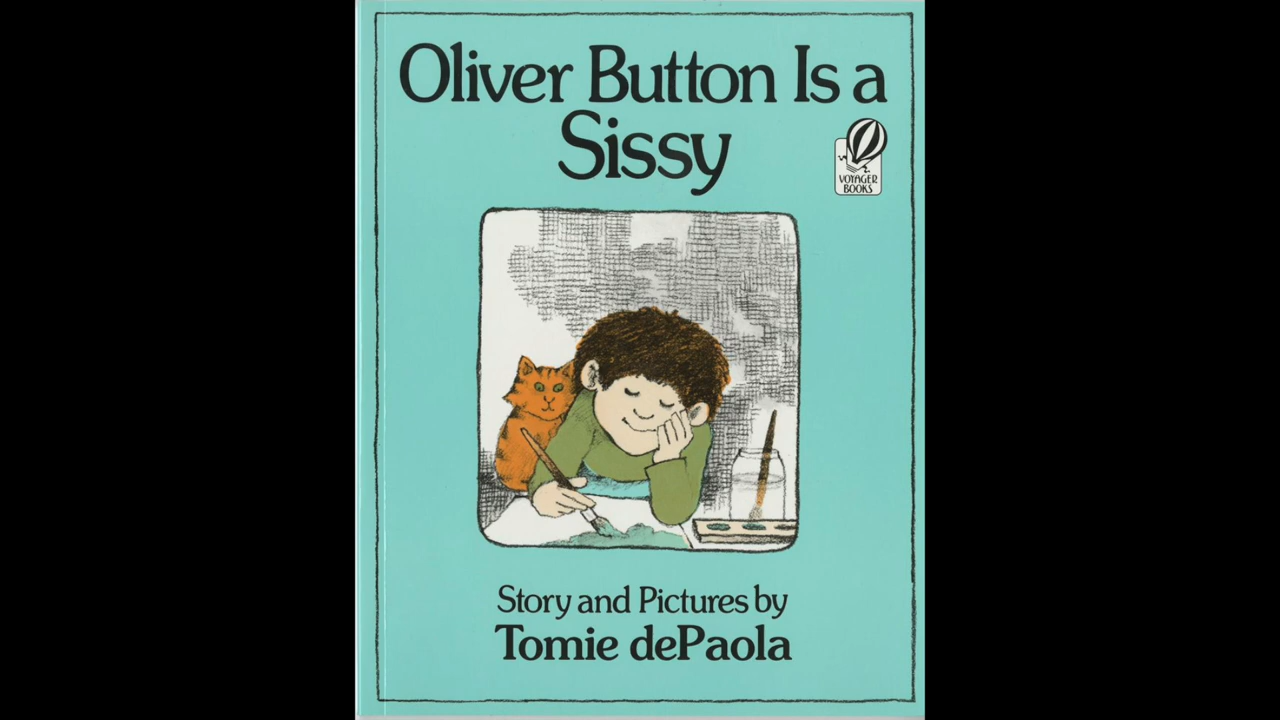 Oliver Button Is a
Sissy
VOYAGER
BOOKS
Story and Pictures by
Tomie dePaola